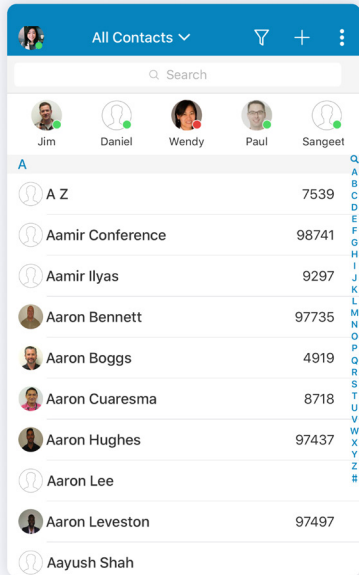 All Contacts
Search
Jim Daniel Wendy Paul Sangeet
A
A Z 7539
Aamir Conference 98741
Aamir Ilyas 9297
Aaron Bennett 97735
Aaron Boggs 4919
Aaron Cuaresma 8718
Aaron Hughes 97437
Aaron Lee
Aaron Leveston 97497
Aayush Shah
A
B
C
D
E
F
G
H
I
J
K
L
M
N
O
P
Q
R
S
T
U
V
W
X
Y
Z
#